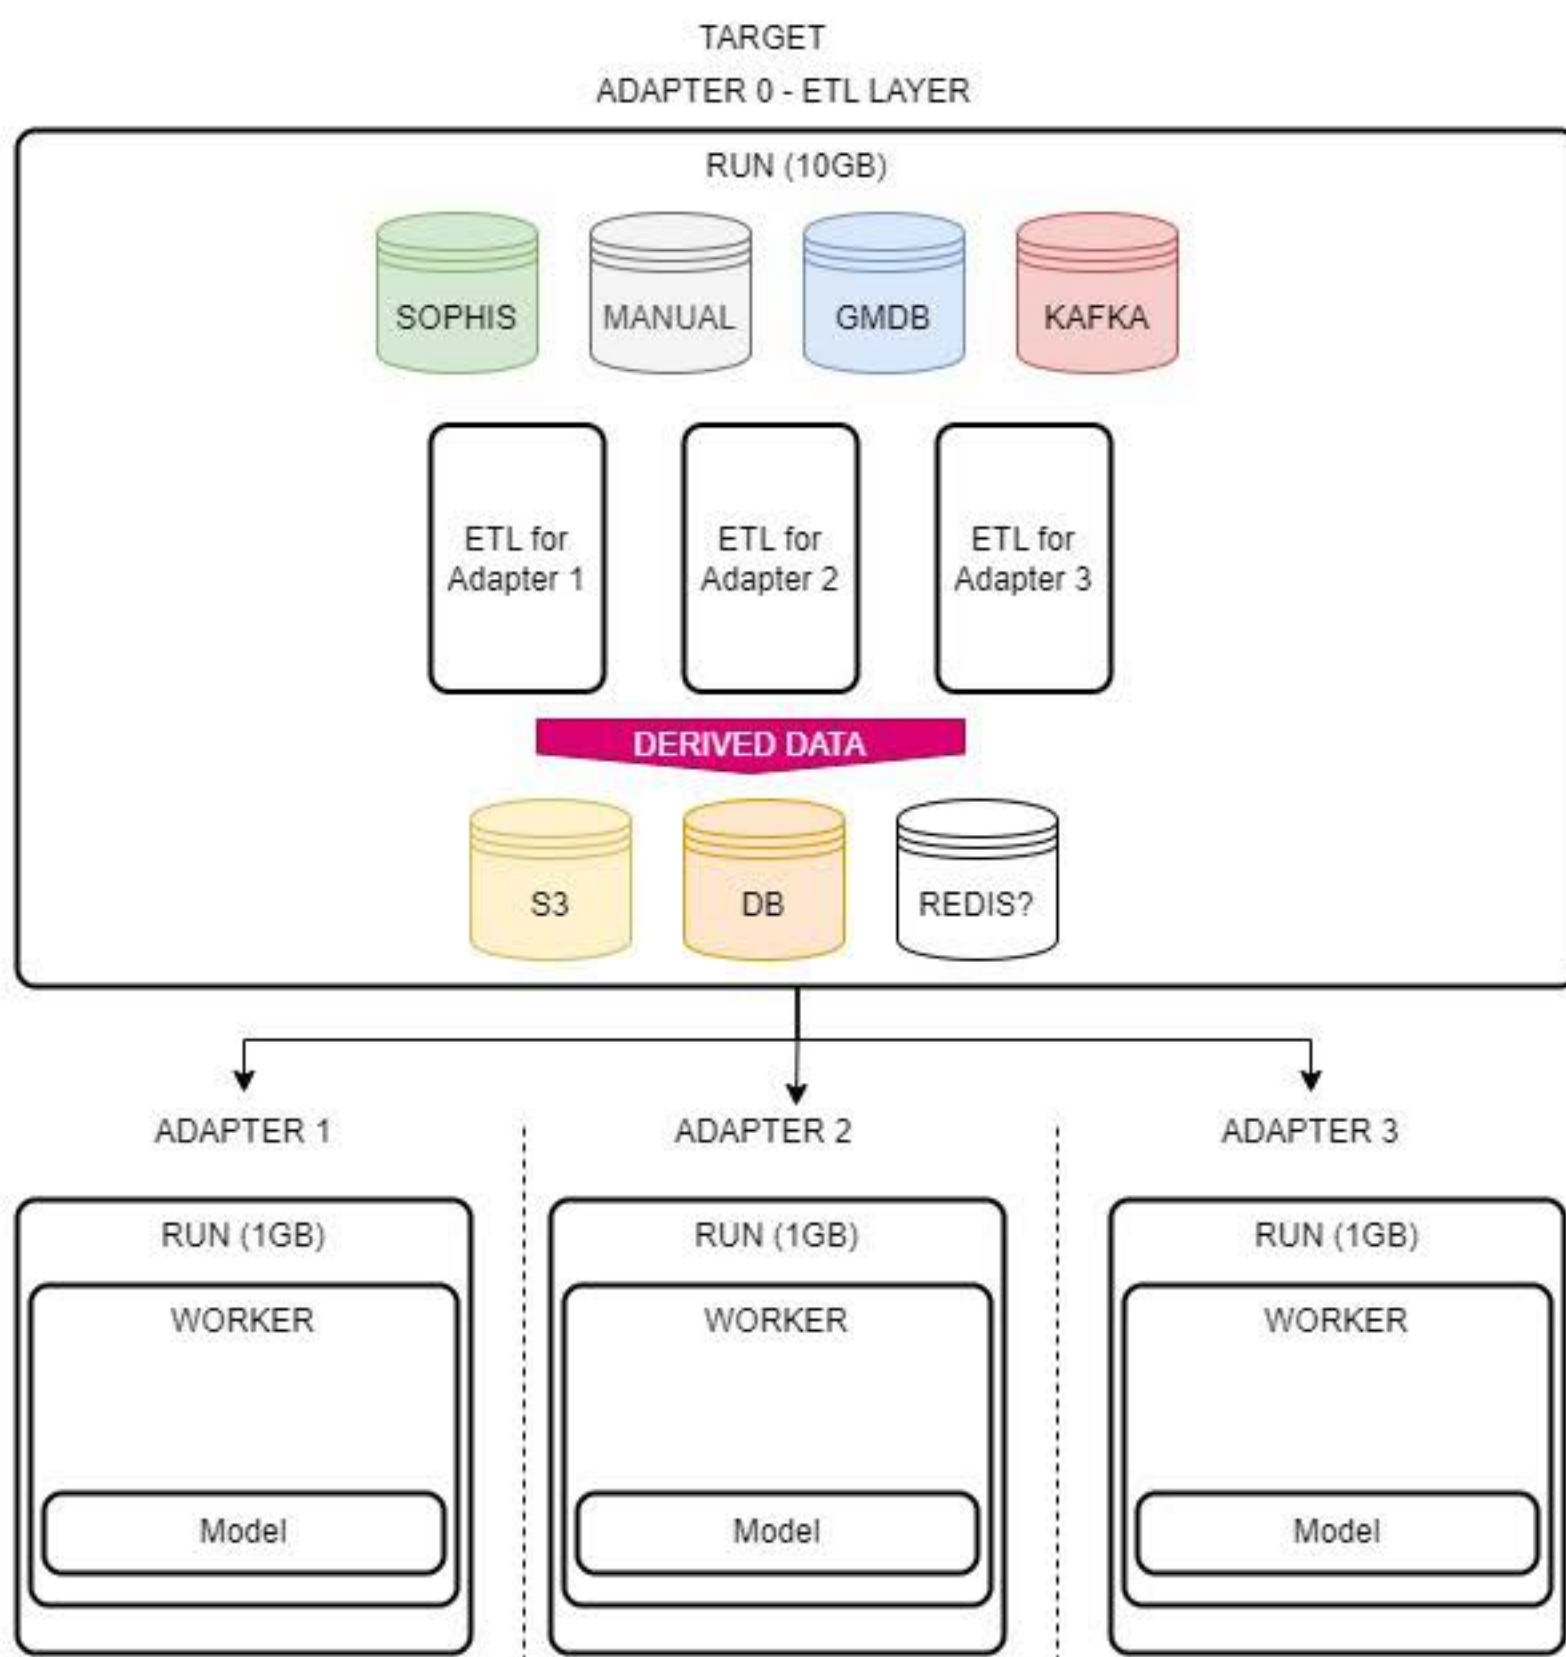 TARGET
ADAPTER 0 - ETL LAYER
RUN (10GB)
SOPHIS
MANUAL
GMDB
KAFKA
ETL for
Adapter 1
ETL for
Adapter 2
ETL for
Adapter 3
DERIVED DATA
S3
DB
REDIS?
ADAPTER 1
ADAPTER 2
ADAPTER 3
RUN (1GB)
WORKER
Model
RUN (1GB)
WORKER
Model
RUN (1GB)
WORKER
Model